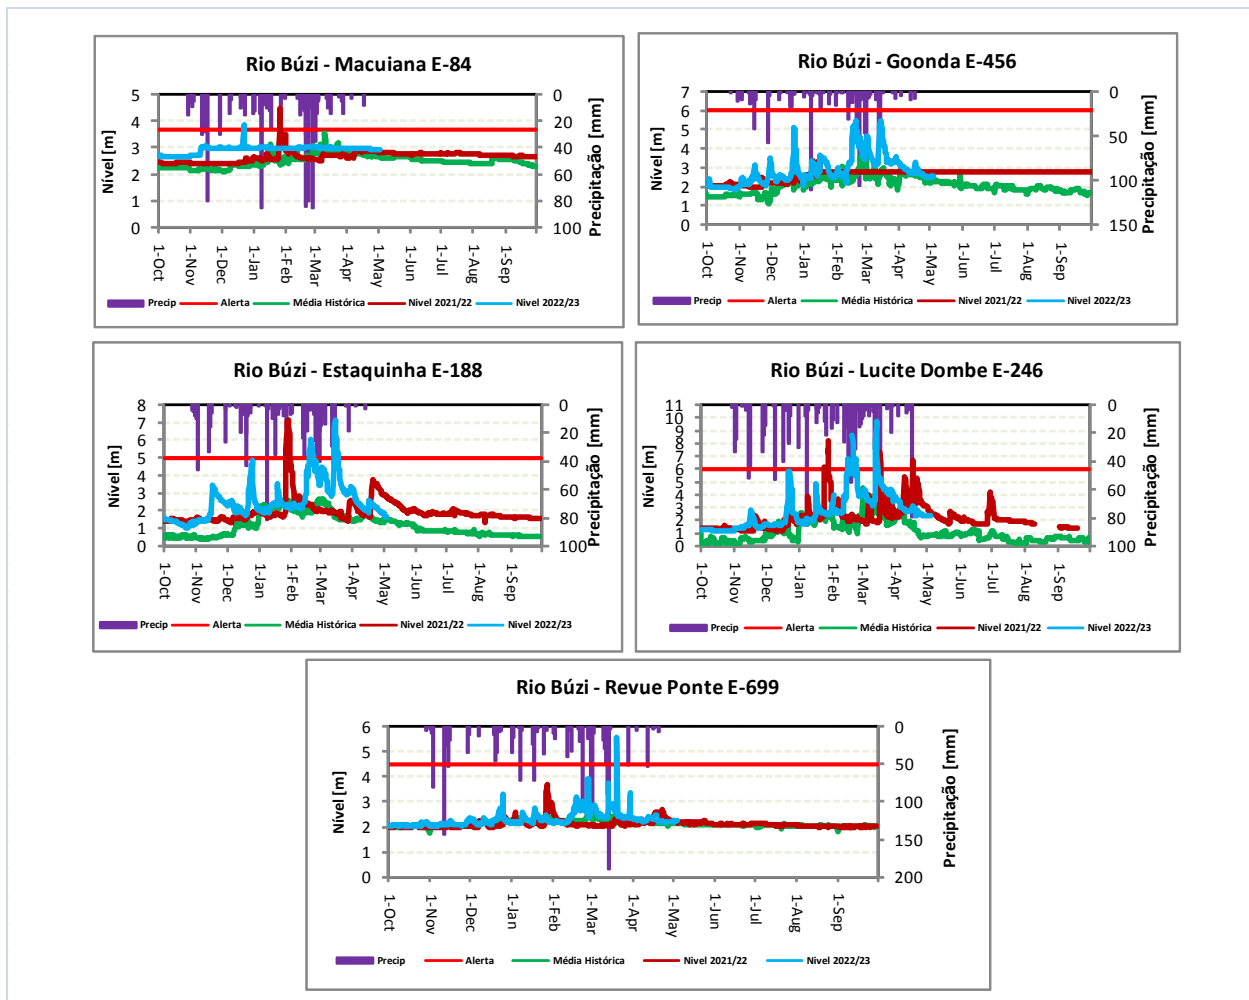 Rio Búzi - Macuiana E-84
Nível [m]
5
4
3
2
1
0
0
20
40
60
80
100
Precipitação [mm]
1-Oct
1-Nov
1-Dec
1-Jan
1-Feb
1-Mar
1-Apr
1-May
1-Jun
1-Jul
1-Aug
1-Sep
Precip Alerta Média Histórica Nivel 2021/22 Nivel 2022/23
Rio Búzi - Goonda E-456
Nível [m]
7
6
5
4
3
2
1
0
0
50
100
150
Precipitação [mm]
1-Oct
1-Nov
1-Dec
1-Jan
1-Feb
1-Mar
1-Apr
1-May
1-Jun
1-Jul
1-Aug
1-Sep
Precip Alerta Média Histórica Nivel 2021/22 Nivel 2022/23
Rio Búzi - Estaquinha E-188
Nível [m]
8
7
6
5
4
3
2
1
0
0
20
40
60
80
100
Precipitação [mm]
1-Oct
1-Nov
1-Dec
1-Jan
1-Feb
1-Mar
1-Apr
1-May
1-Jun
1-Jul
1-Aug
1-Sep
Precip Alerta Média Histórica Nivel 2021/22 Nivel 2022/23
Rio Búzi - Lucite Dombe E-246
Nível [m]
11
10
9
8
7
6
5
4
3
2
1
0
0
20
40
60
80
100
Precipitação [mm]
1-Oct
1-Nov
1-Dec
1-Jan
1-Feb
1-Mar
1-Apr
1-May
1-Jun
1-Jul
1-Aug
1-Sep
Precip Alerta Média Histórica Nivel 2021/22 Nivel 2022/23
Rio Búzi - Revue Ponte E-699
Nível [m]
6
5
4
3
2
1
0
0
50
100
150
200
Precipitação [mm]
1-Oct
1-Nov
1-Dec
1-Jan
1-Feb
1-Mar
1-Apr
1-May
1-Jun
1-Jul
1-Aug
1-Sep
Precip Alerta Média Histórica Nivel 2021/22 Nivel 2022/23